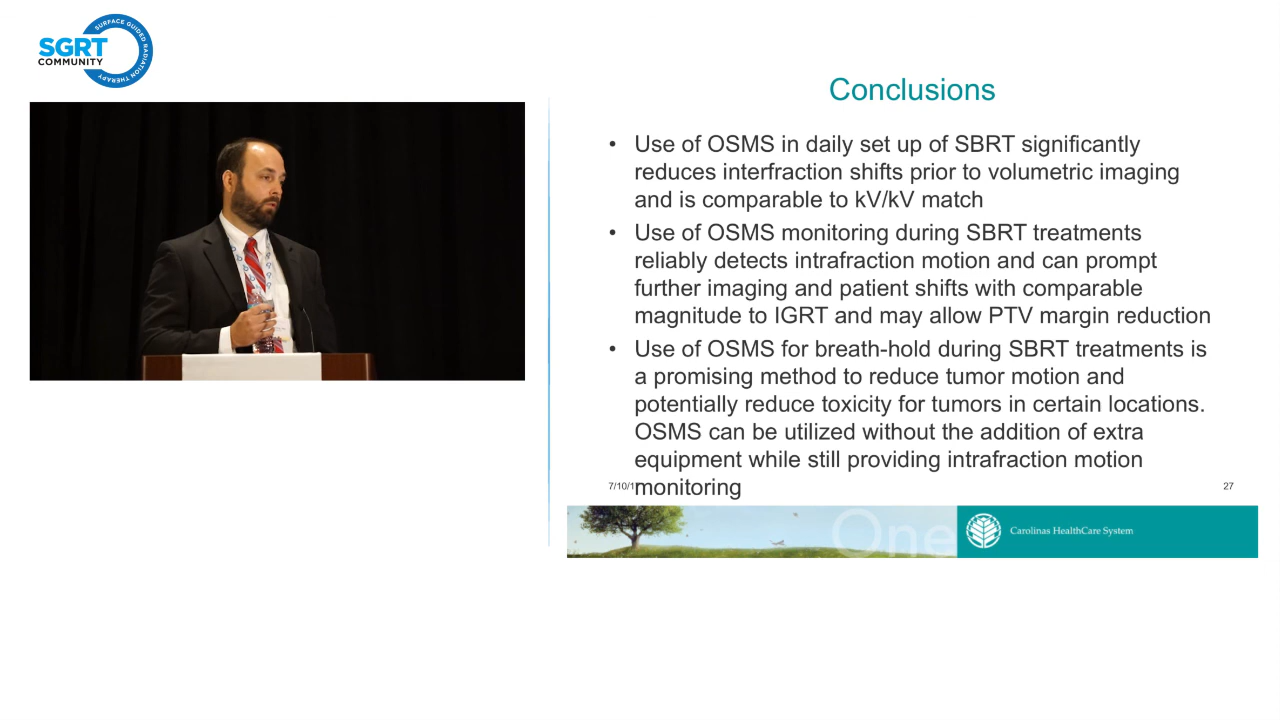 SURFACE GUIDED RADIATION THERAPY
SGRT
COMMUNITY
Conclusions
• Use of OSMS in daily set up of SBRT significantly
reduces interfraction shifts prior to volumetric imaging
and is comparable to kV/kV match
• Use of OSMS monitoring during SBRT treatments
reliably detects intrafraction motion and can prompt
further imaging and patient shifts with comparable
magnitude to IGRT and may allow PTV margin reduction
• Use of OSMS for breath-hold during SBRT treatments is
a promising method to reduce tumor motion and
potentially reduce toxicity for tumors in certain locations.
OSMS can be utilized without the addition of extra
equipment while still providing intrafraction motion
monitoring
27
One
Carolinas HealthCare System